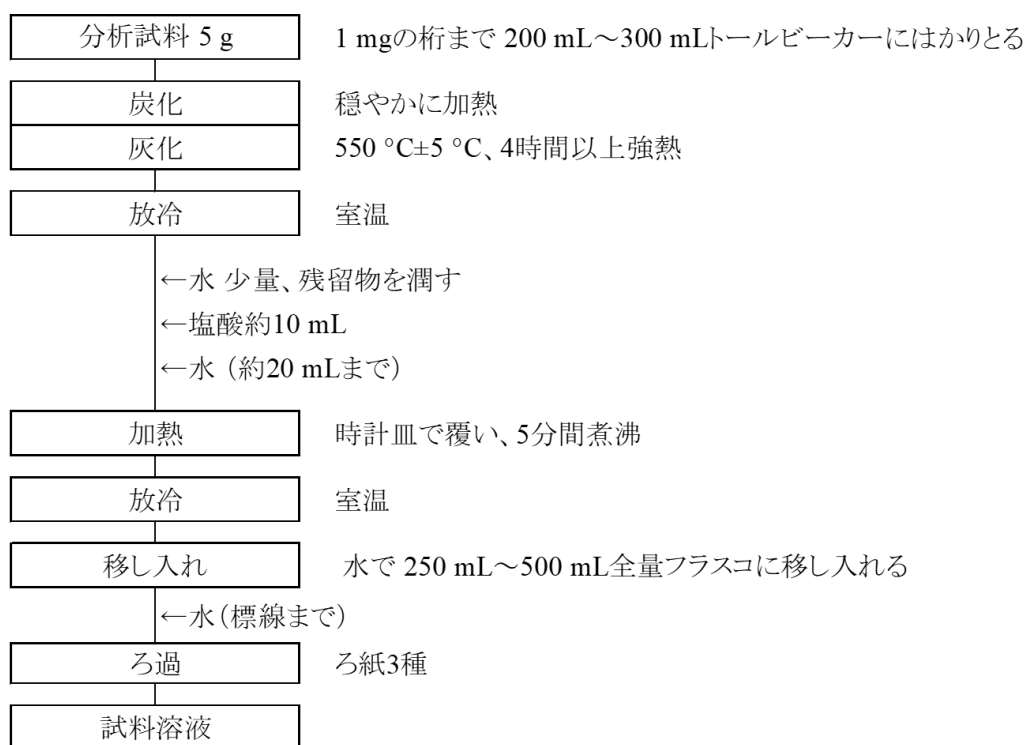 分析試料 5 g 1 mgの桁まで 200 mL～300 mLトールビーカーにはかりとる
炭化 穏やかに加熱
灰化 550 °C±5 °C、4時間以上強熱
放冷 室温
←水 少量、残留物を潤す
←塩酸約10 mL
←水（約20 mLまで）
加熱 時計皿で覆い、5分間煮沸
放冷 室温
移し入れ 水で 250 mL～500 mL全量フラスコに移し入れる
←水（標線まで）
ろ過 ろ紙3種
試料溶液